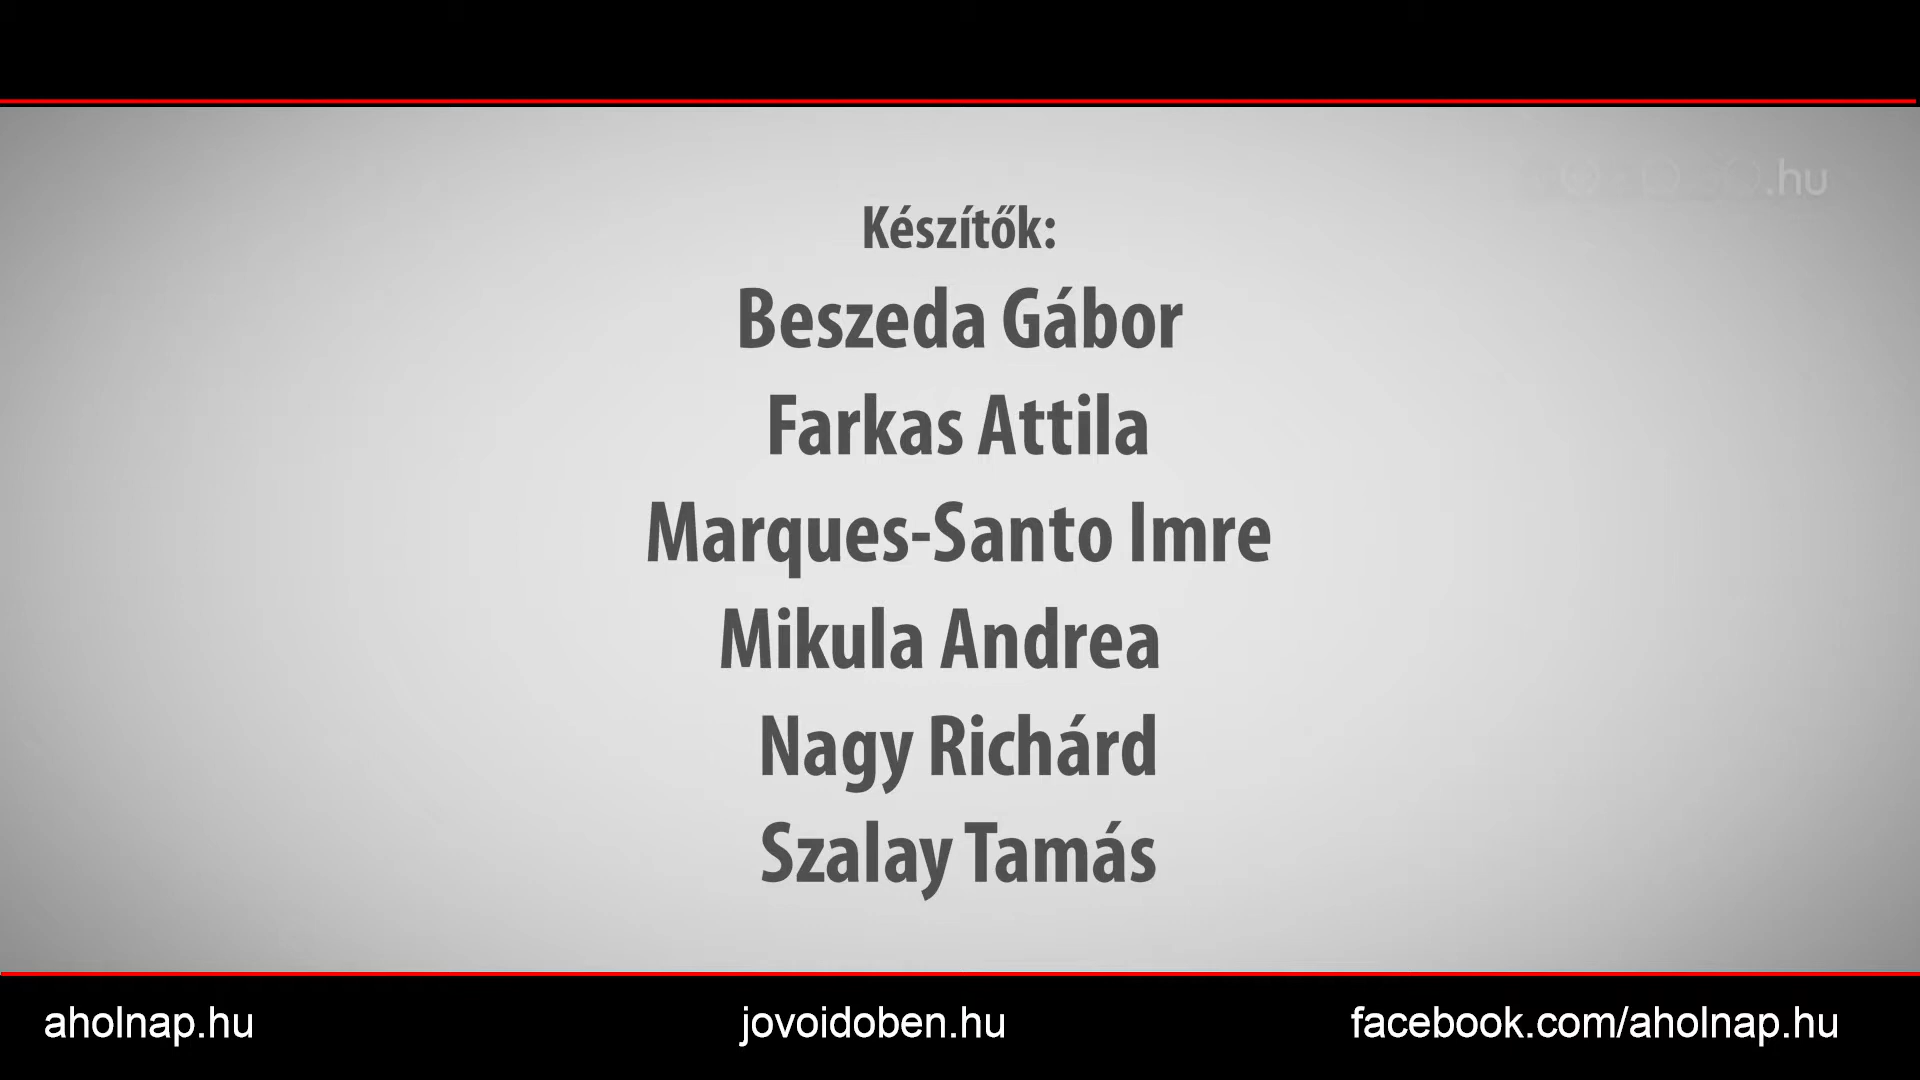 .hu
Készítők:
Beszeda Gábor
Farkas Attila
Marques-Santo Imre
Mikula Andrea
Nagy Richárd
Szalay Tamás
aholnap.hu
jovoidoben.hu
facebook.com/aholnap.hu